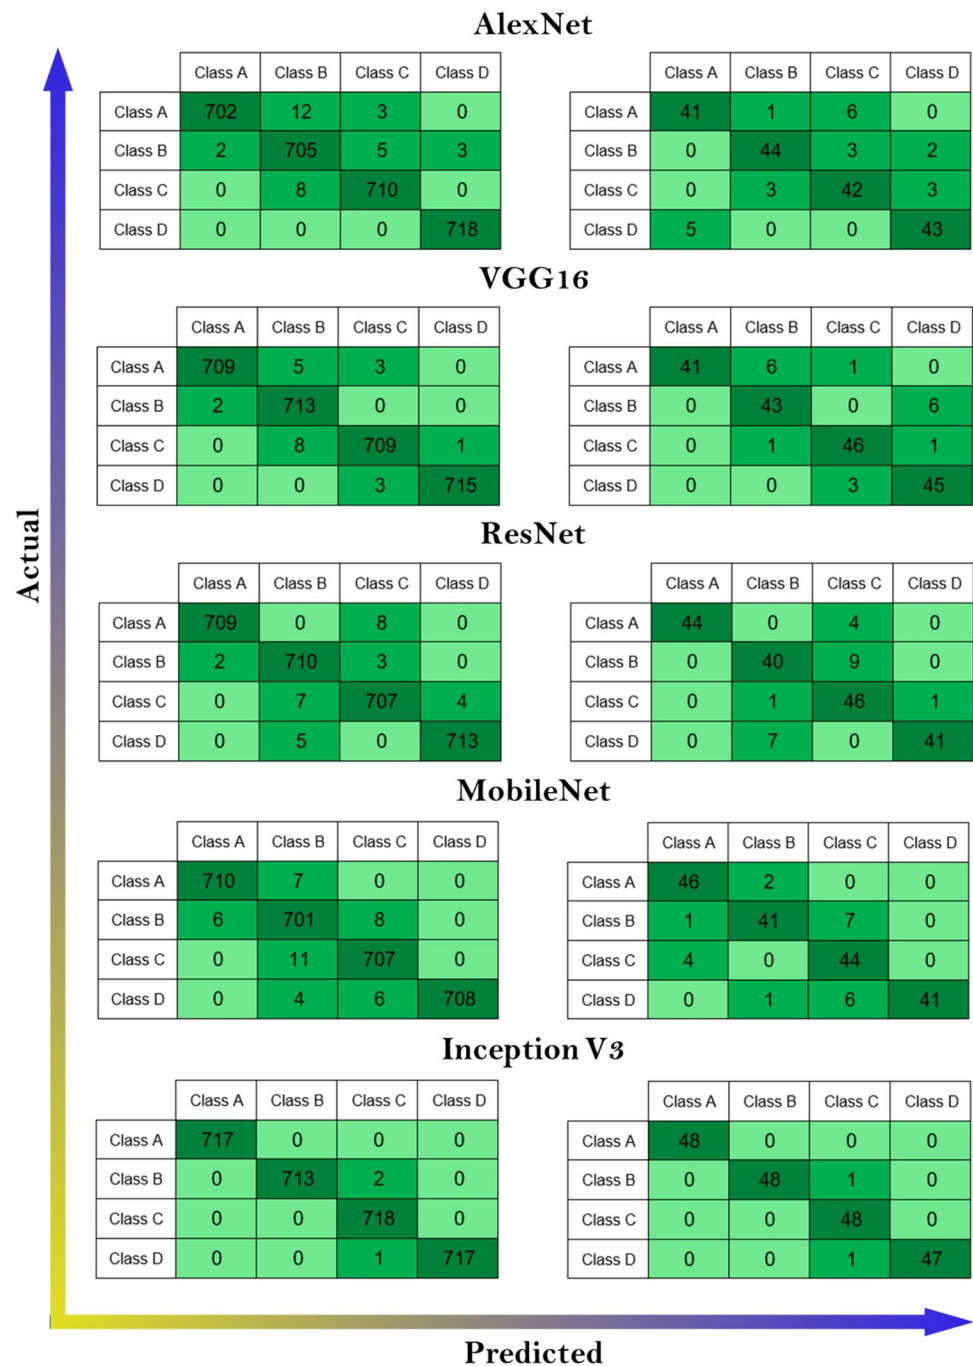 AlexNet
Class A Class B Class C Class D Class A Class B Class C Class D
Class A 702 12 3 0 Class A 41 1 6 0
Class B 2 705 5 3 Class B 0 44 3 2
Class C 0 8 710 0 Class C 0 3 42 3
Class D 0 0 0 718 Class D 5 0 0 43
VGG16
Class A Class B Class C Class D Class A Class B Class C Class D
Class A 709 5 3 0 Class A 41 6 1 0
Class B 2 713 0 0 Class B 0 43 0 6
Class C 0 8 709 1 Class C 0 1 46 1
Class D 0 0 3 715 Class D 0 0 3 45
Actual
ResNet
Class A Class B Class C Class D Class A Class B Class C Class D
Class A 709 0 8 0 Class A 44 0 4 0
Class B 2 710 3 0 Class B 0 40 9 0
Class C 0 7 707 4 Class C 0 1 46 1
Class D 0 5 0 713 Class D 0 7 0 41
MobileNet
Class A Class B Class C Class D Class A Class B Class C Class D
Class A 710 7 0 0 Class A 46 2 0 0
Class B 6 701 8 0 Class B 1 41 7 0
Class C 0 11 707 0 Class C 4 0 44 0
Class D 0 4 6 708 Class D 0 1 6 41
Inception V3
Class A Class B Class C Class D Class A Class B Class C Class D
Class A 717 0 0 0 Class A 48 0 0 0
Class B 0 713 2 0 Class B 0 48 1 0
Class C 0 0 718 0 Class C 0 0 48 0
Class D 0 0 1 717 Class D 0 0 1 47
Predicted